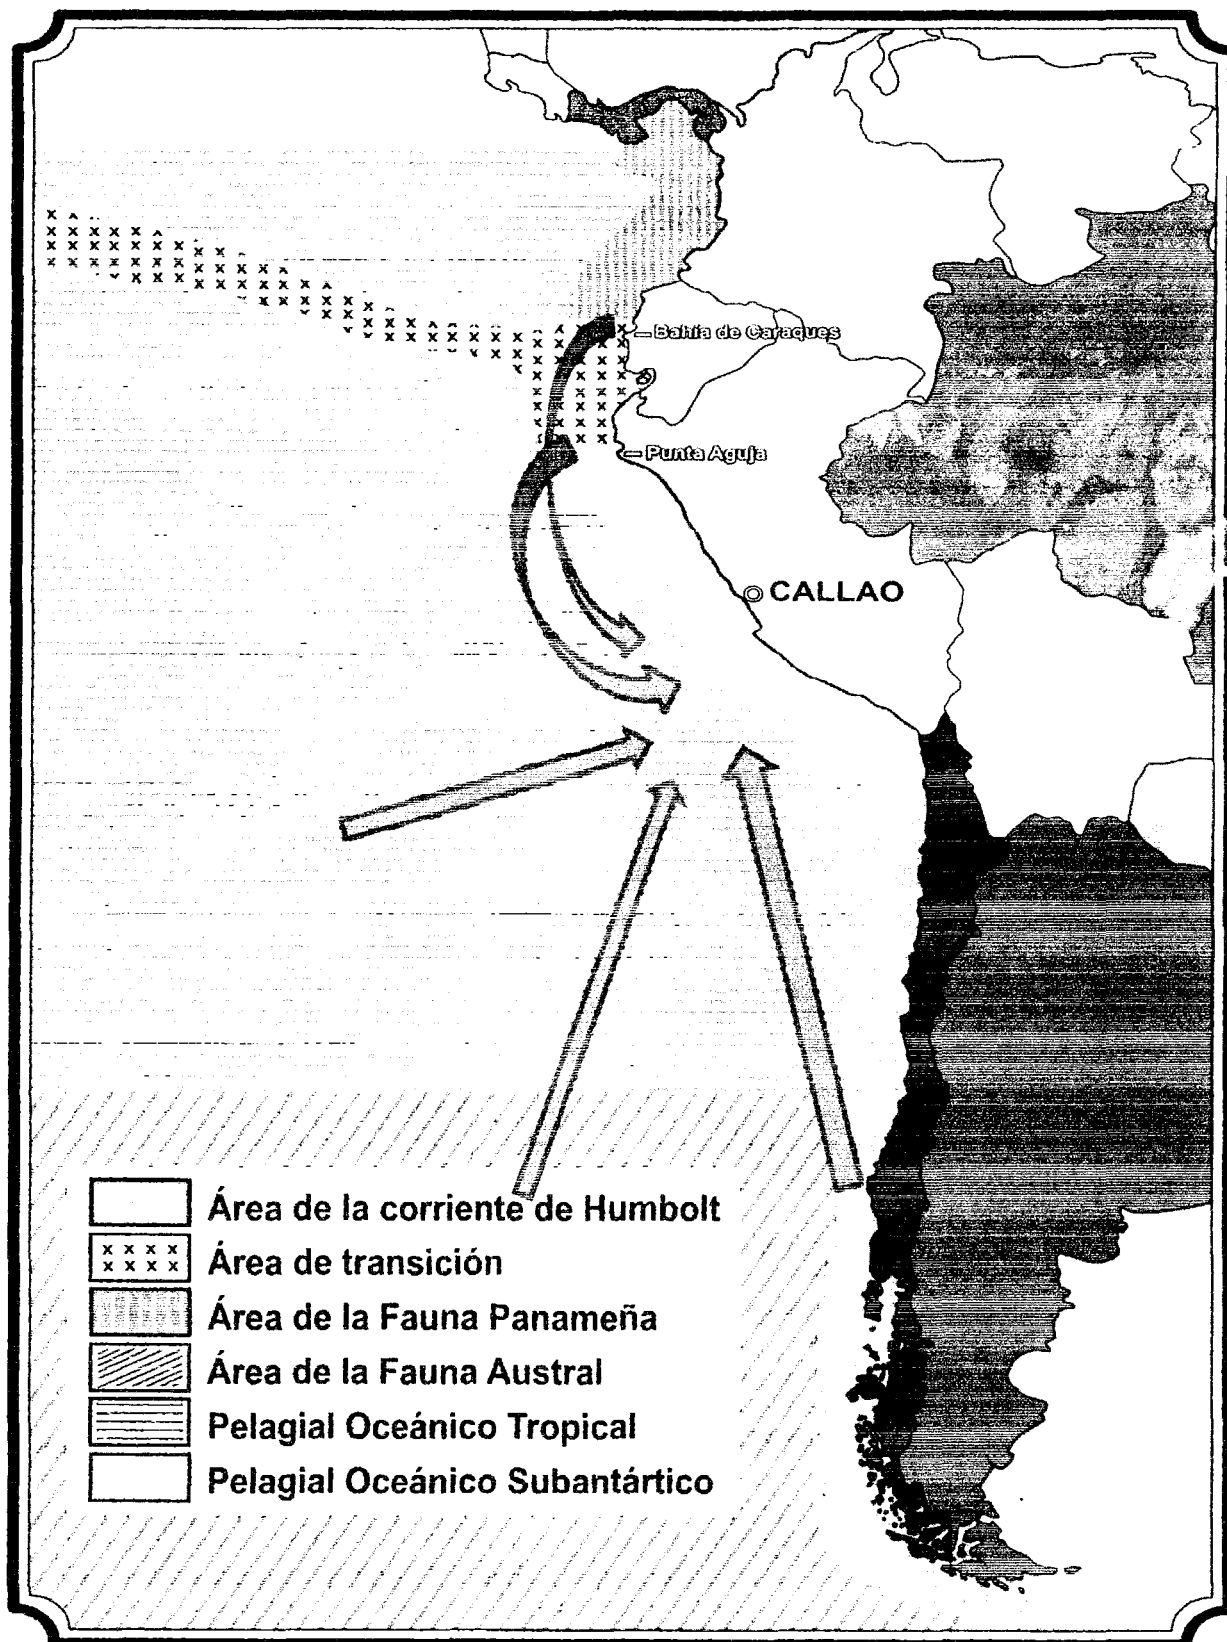 Bahía de Caraques
Punta Aguja
CALLAO
Área de la corriente de Humbolt
Área de transición
Área de la Fauna Panameña
Área de la Fauna Austral
Pelagial Oceánico Tropical
Pelagial Oceánico Subantártico